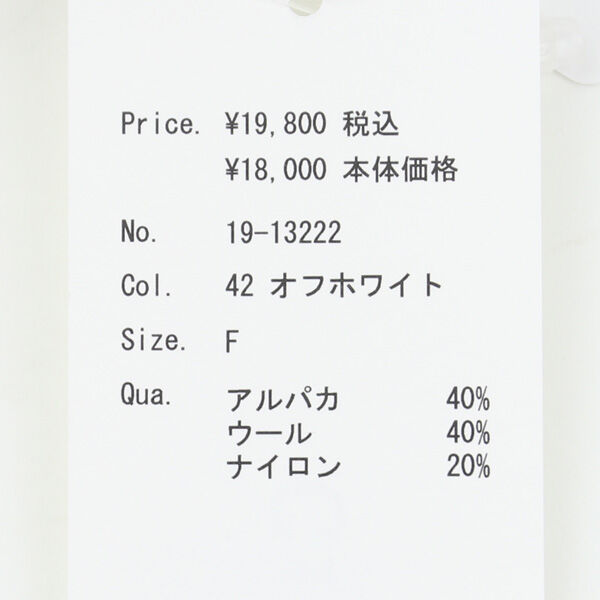 Price. ¥19,800 税込
¥18,000 本体価格
No. 19-13222
Col. 42 オフホワイト
Size. F
Qua. アルパカ 40%
ウール 40%
ナイロン 20%